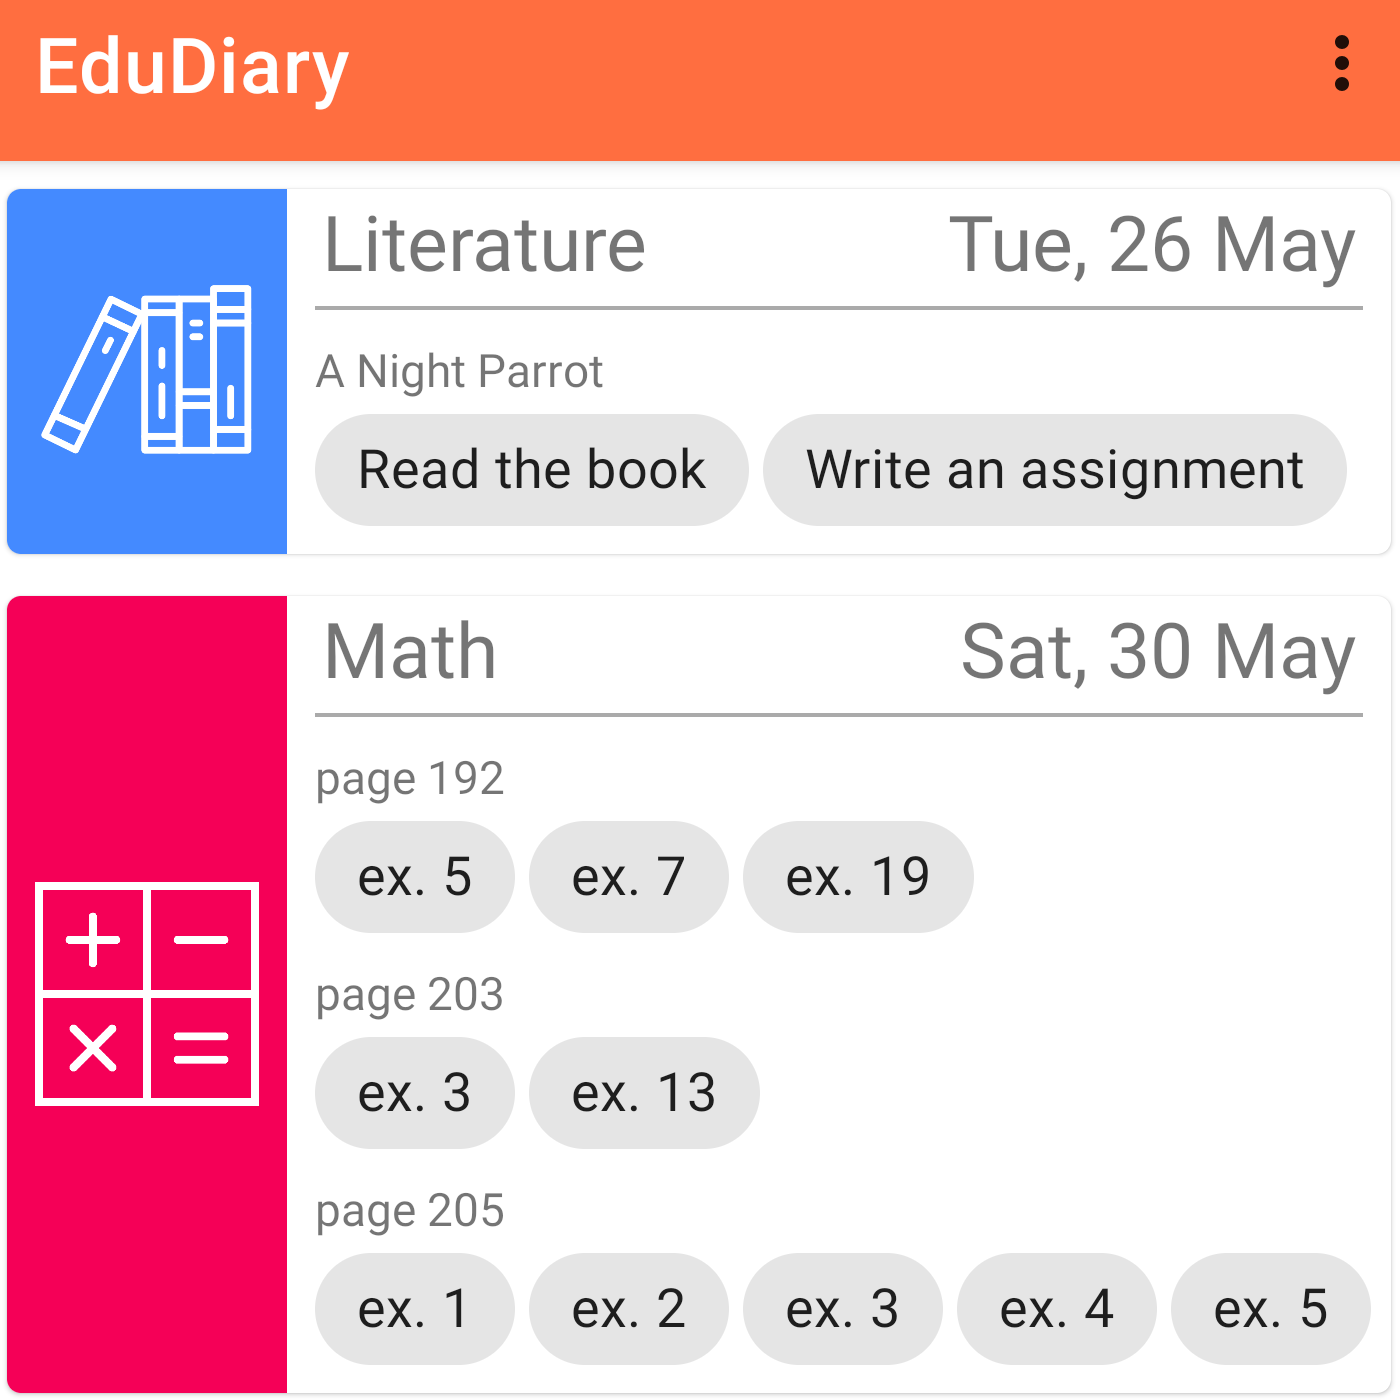 EduDiary
Literature Tue, 26 May
A Night Parrot
Read the book Write an assignment
Math Sat, 30 May
page 192
ex. 5 ex. 7 ex. 19
page 203
ex. 3 ex. 13
page 205
ex. 1 ex. 2 ex. 3 ex. 4 ex. 5